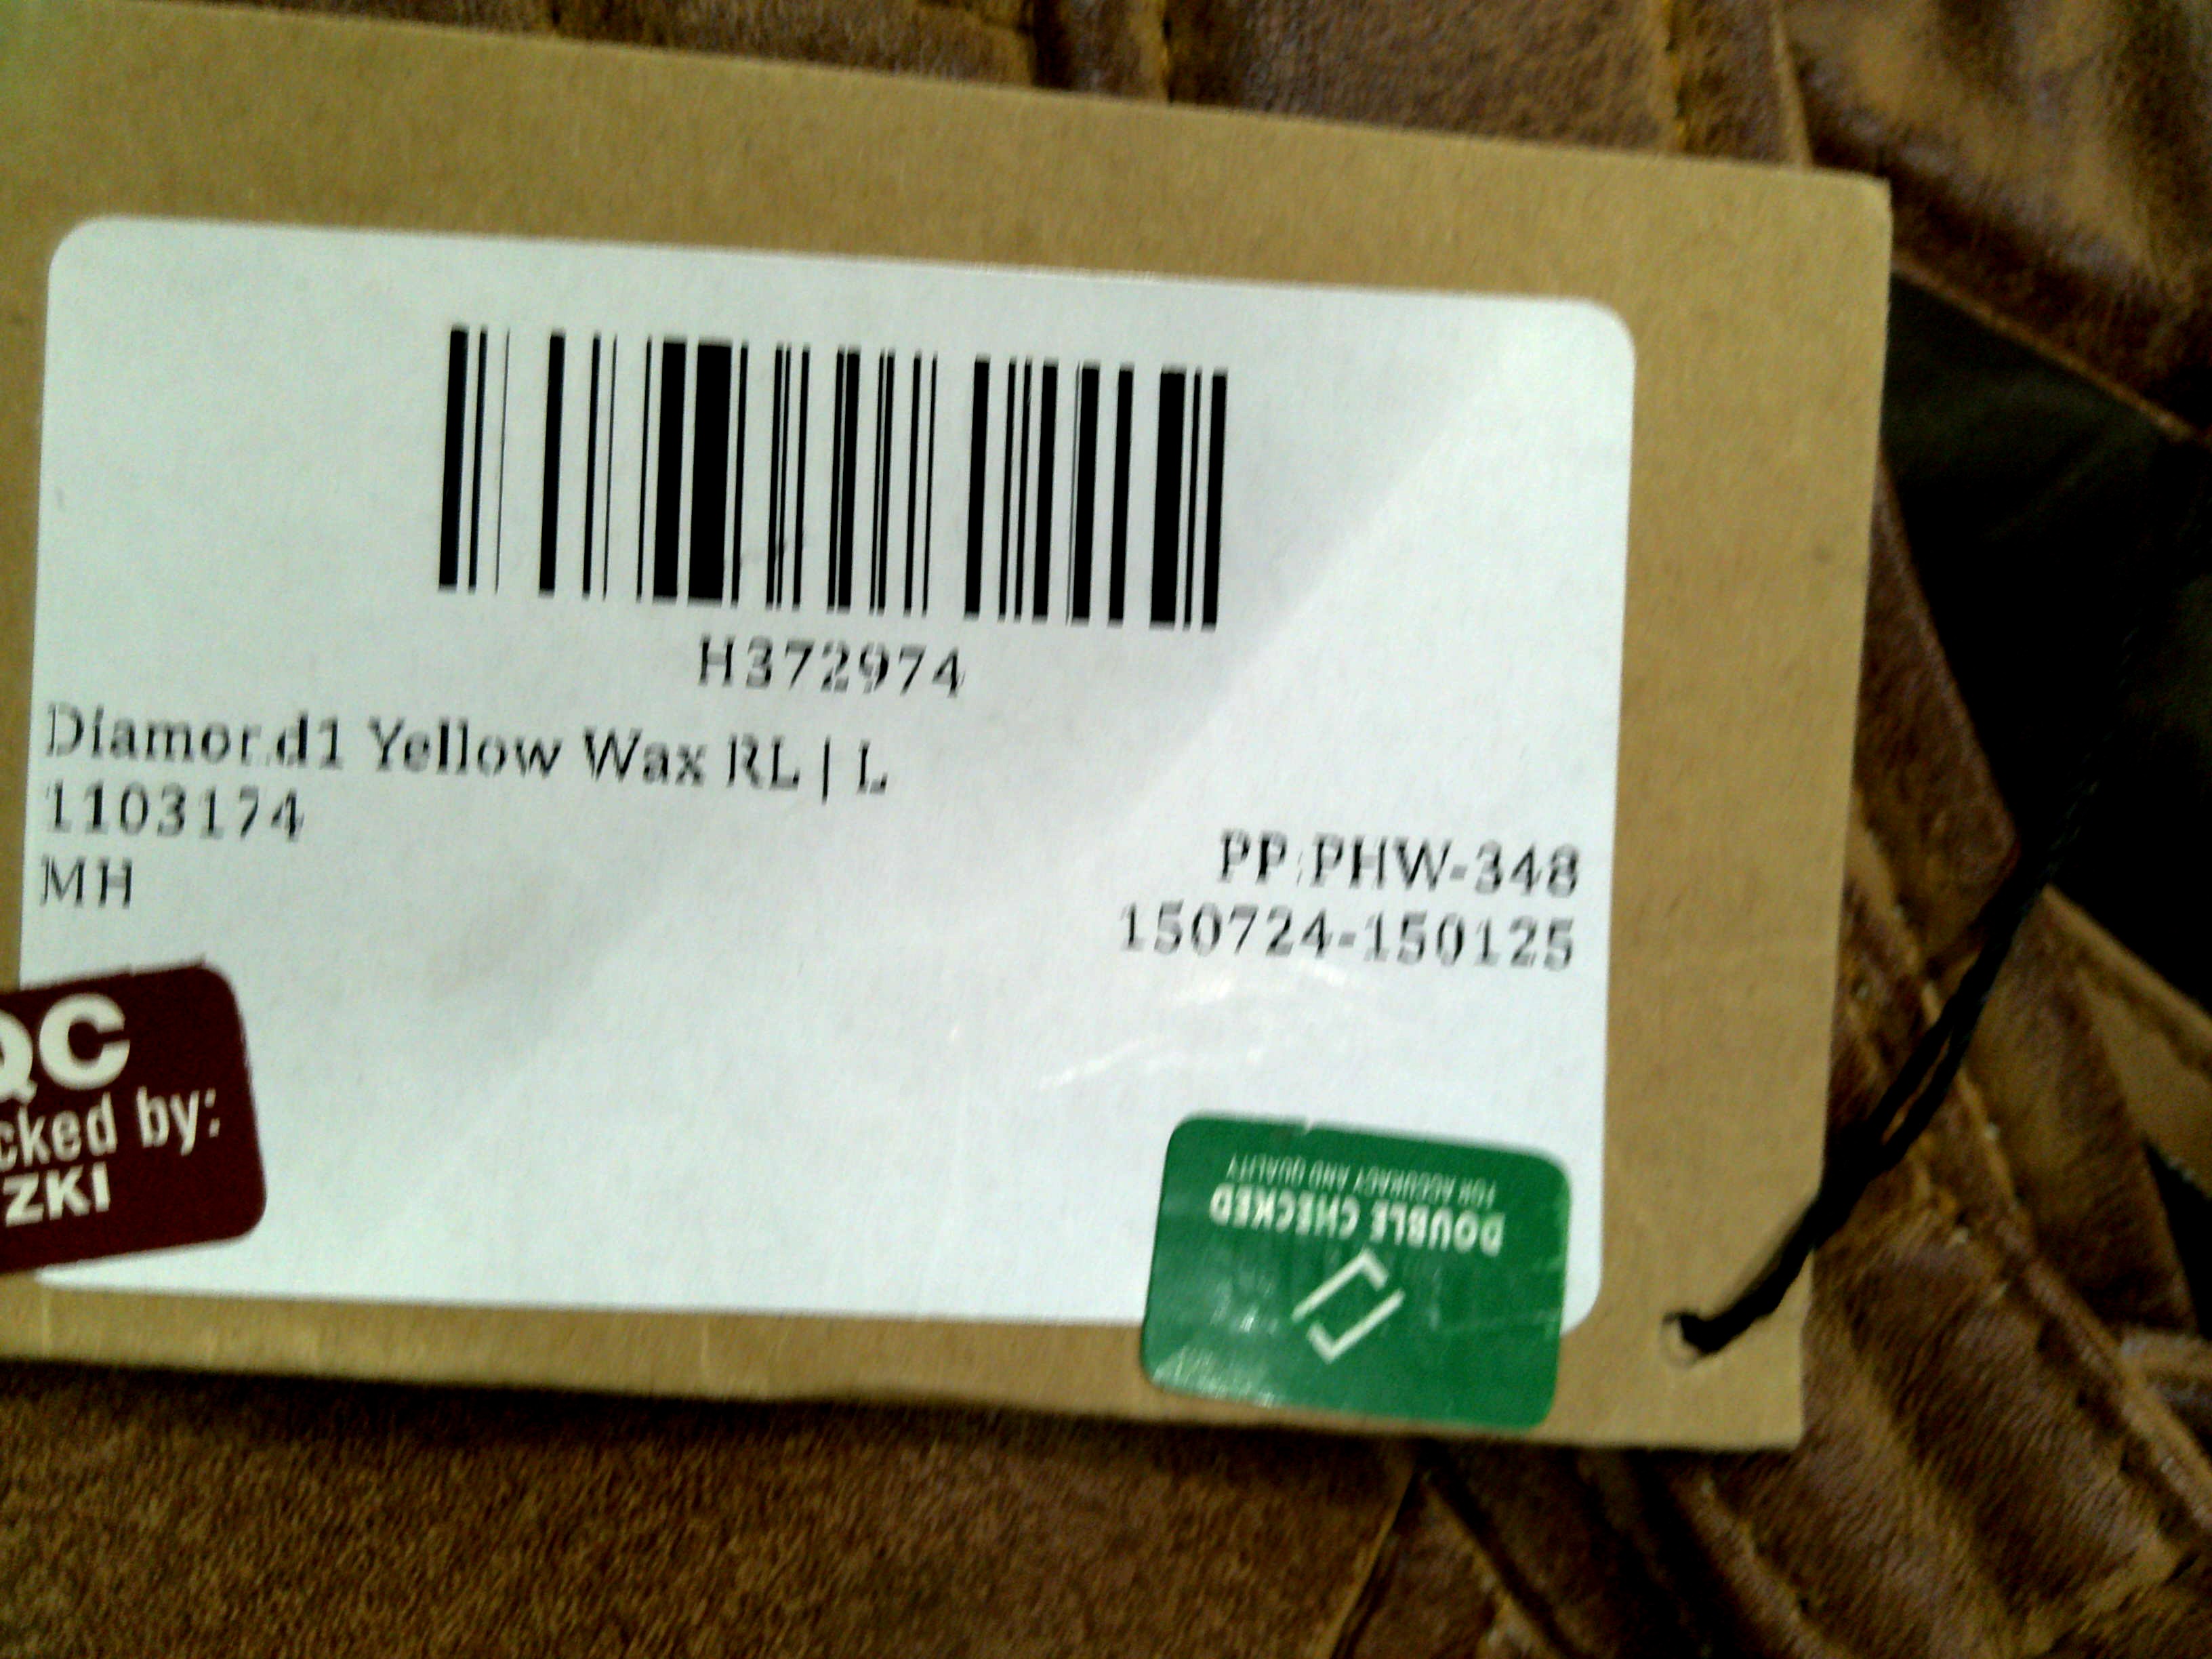 H372974
Diamond1 Yellow Wax RL | L
1103174
MH
PP:PHW-348
150724-150125
QC
cked by:
ZKI
DOUBLE CHECKED
FOR ACCURACY AND QUALITY